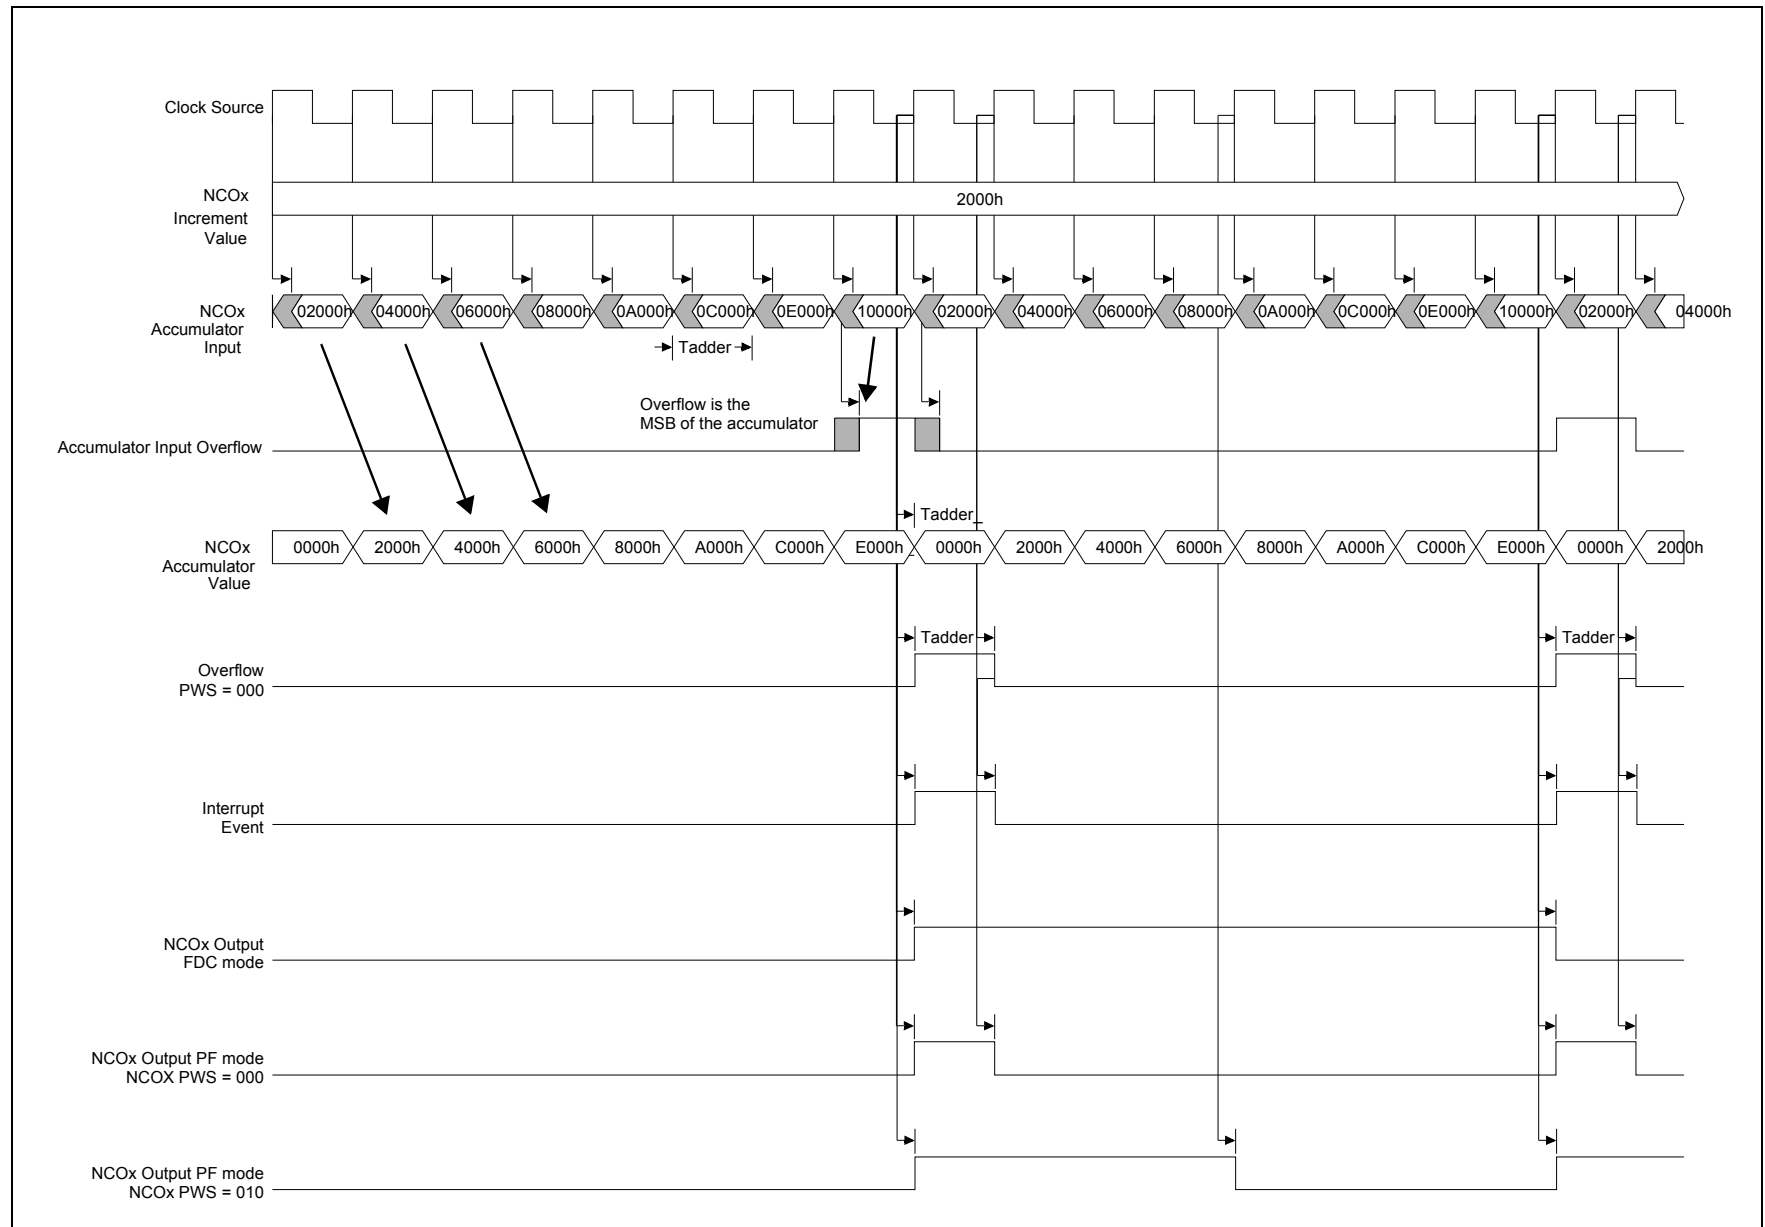 Clock Source
NCOx
Increment
Value
2000h
NCOx
Accumulator
Input
02000h 04000h 06000h 08000h 0A000h 0C000h 0E000h 10000h 02000h 04000h 06000h 08000h 0A000h 0C000h 0E000h 10000h 02000h 04000h
Tadder
Overflow is the
MSB of the accumulator
Accumulator Input Overflow
Tadder_
NCOx
Accumulator
Value
0000h 2000h 4000h 6000h 8000h A000h C000h E000h 0000h 2000h 4000h 6000h 8000h A000h C000h E000h 0000h 2000h
Tadder Tadder
Overflow
PWS = 000
Interrupt
Event
NCOx Output
FDC mode
NCOx Output PF mode
NCOX PWS = 000
NCOx Output PF mode
NCOx PWS = 010